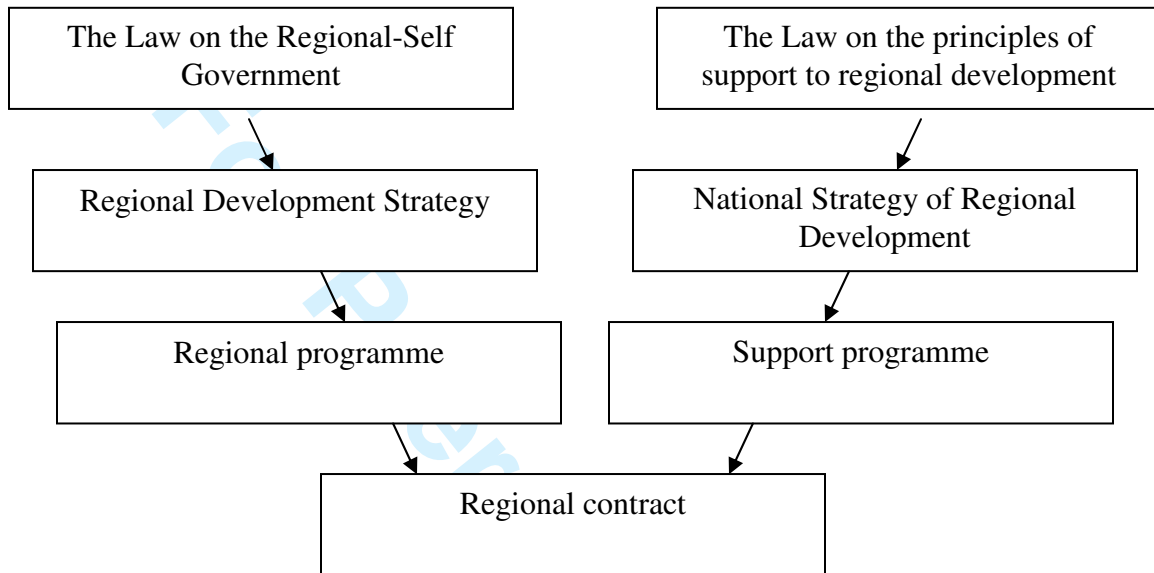 The Law on the Regional-Self
Government
The Law on the principles of
support to regional development
Regional Development Strategy
National Strategy of Regional
Development
Regional programme
Support programme
Regional contract